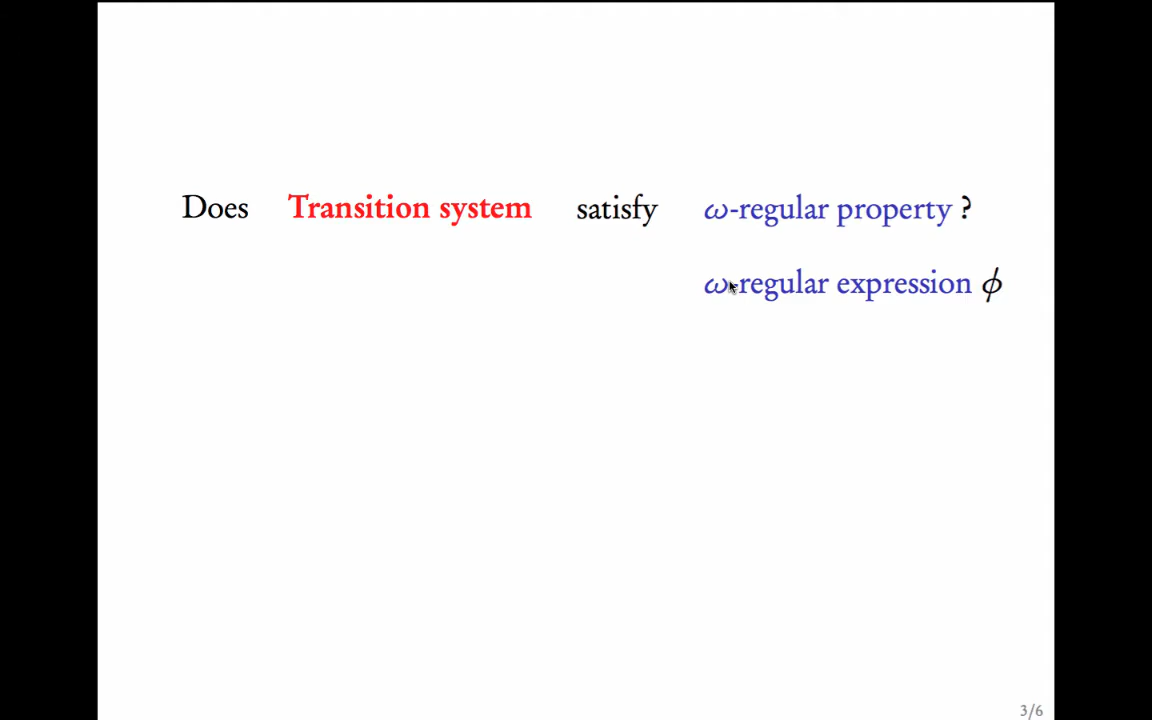 Does Transition system satisfy ω-regular property ?
ω-regular expression ϕ
3/6